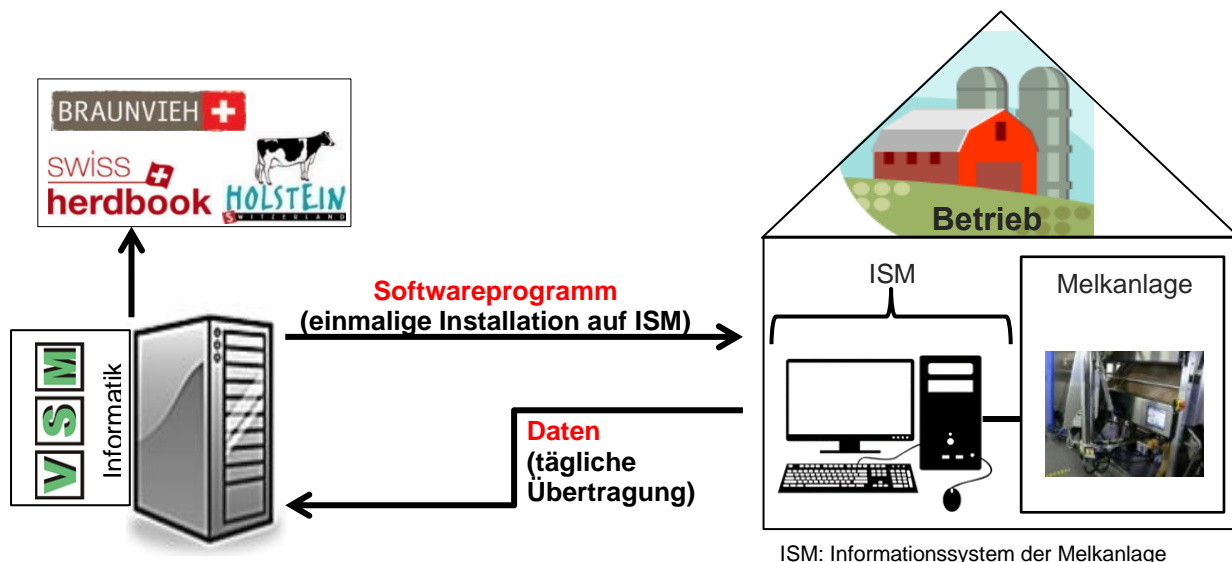 BRAUNVIEH
swiss
herdbook
HOLSTEIN
SWITZERLAND
VSM
Informatik
Softwareprogramm
(einmalige Installation auf ISM)
Daten
(tägliche
Übertragung)
Betrieb
ISM
Melkanlage
ISM: Informationssystem der Melkanlage